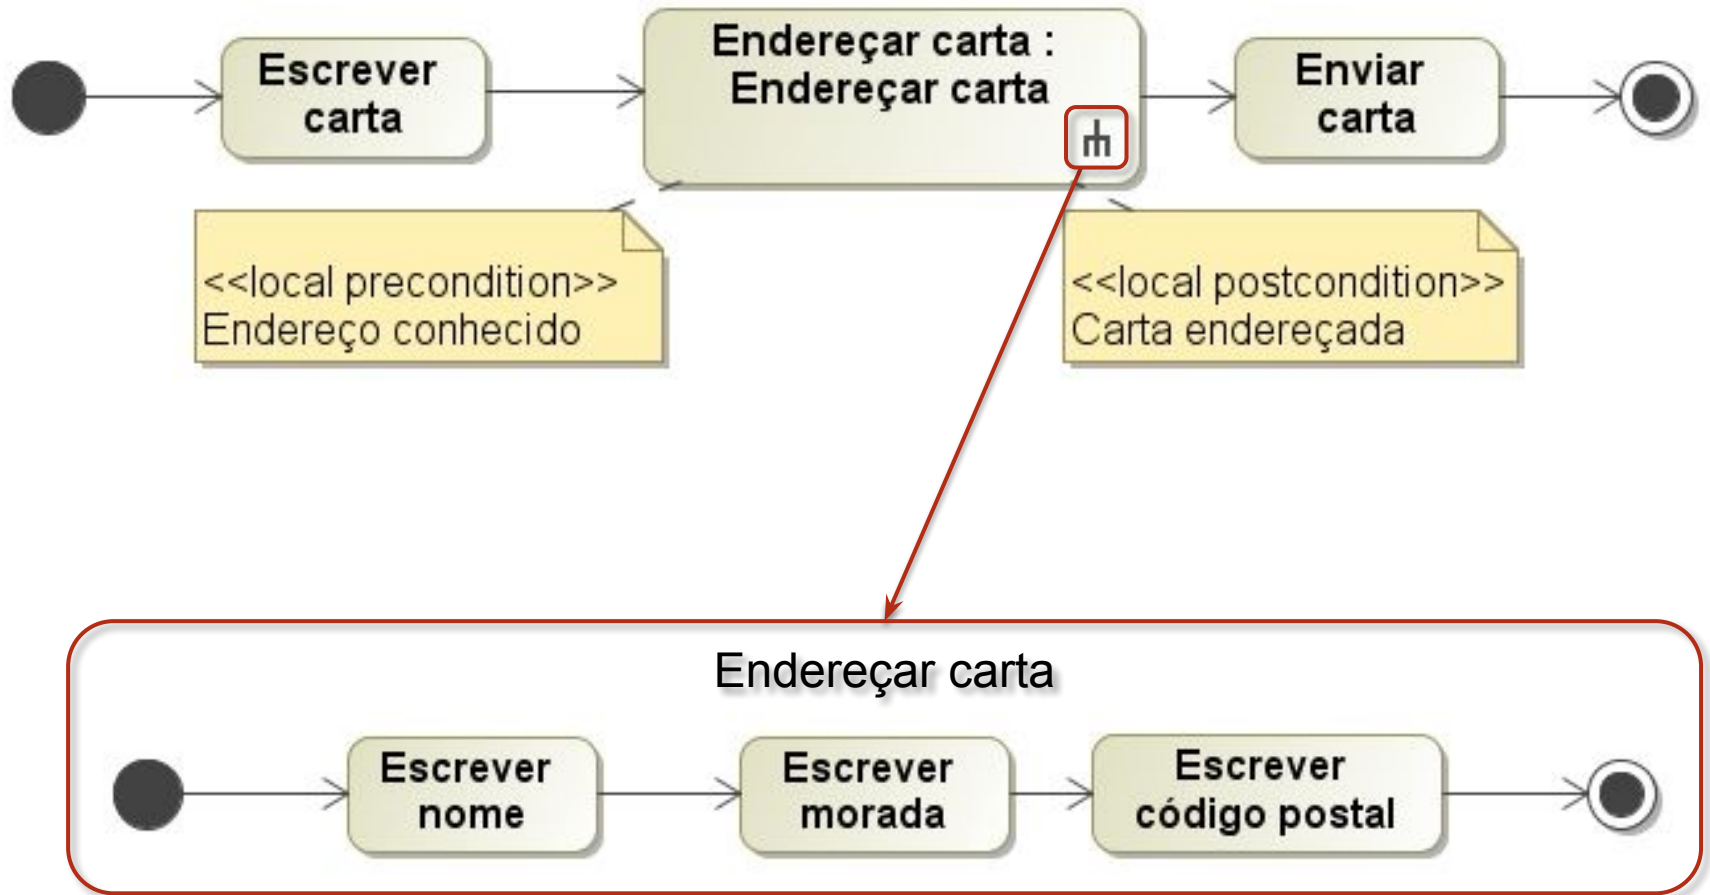 Escrever
carta
Endereçar carta :
Endereçar carta
Enviar
carta
<<local precondition>>
Endereço conhecido
<<local postcondition>>
Carta endereçada
Endereçar carta
Escrever
nome
Escrever
morada
Escrever
código postal